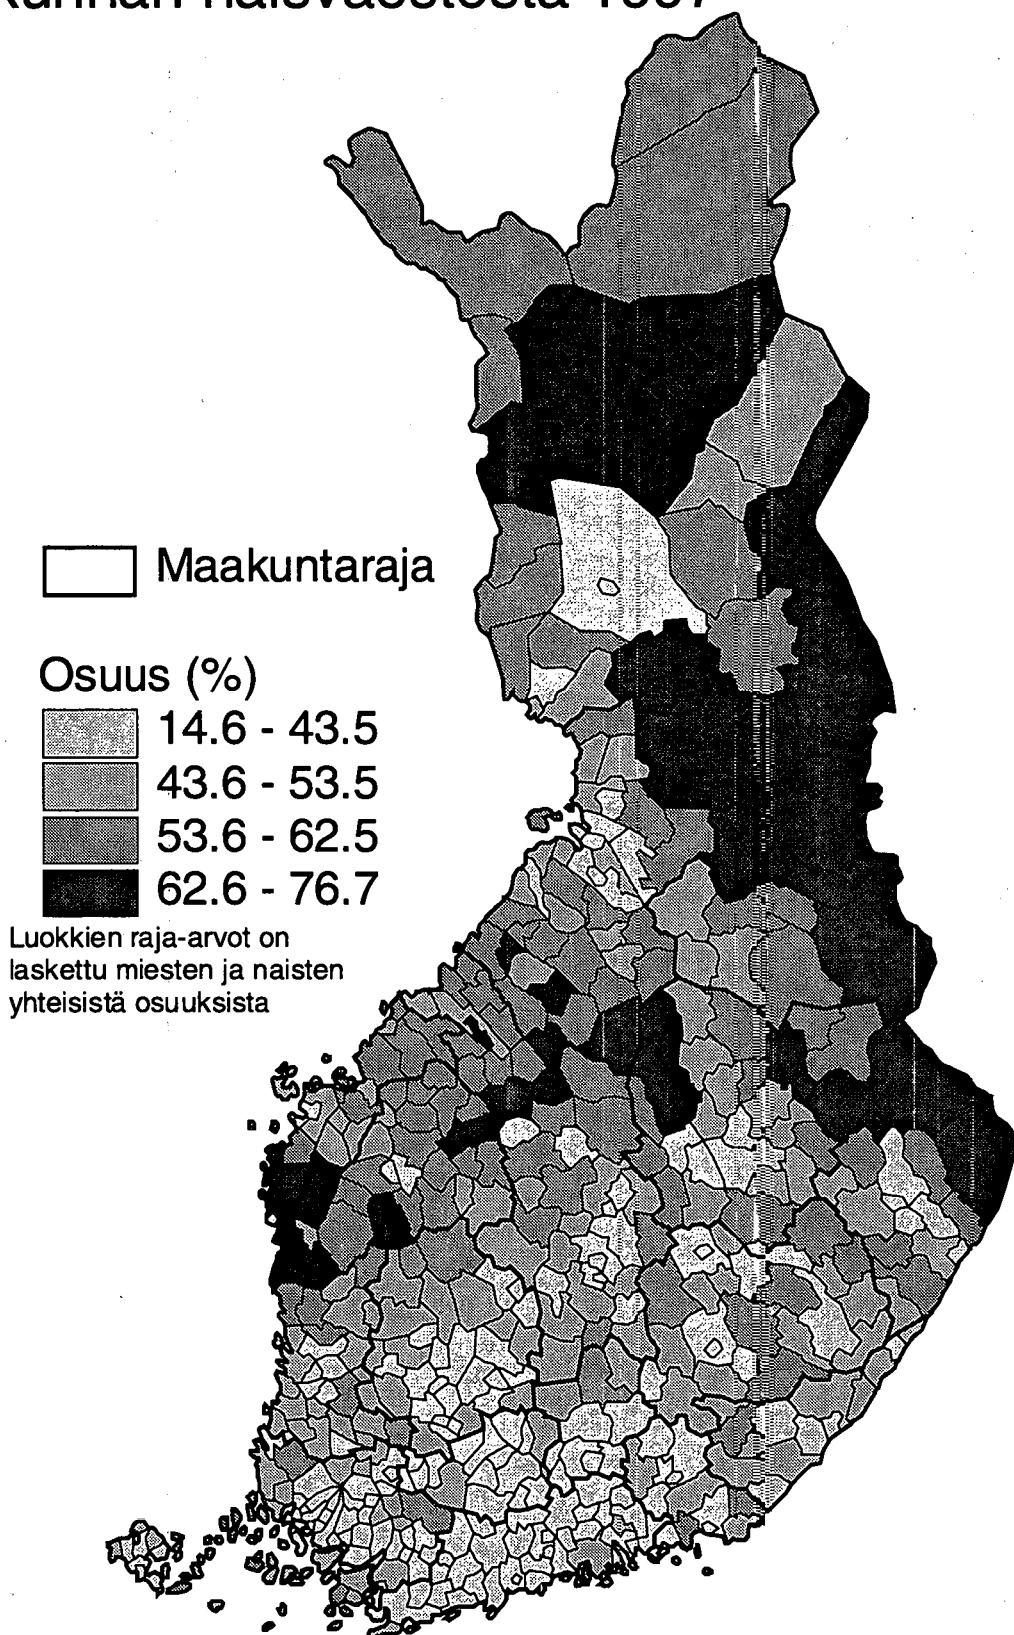 Maakuntaraja
Osuus (%)
14.6 - 43.5
43.6 - 53.5
53.6 - 62.5
62.6 - 76.7
Luokkien raja-arvot on
laskettu miesten ja naisten
yhteisistä osuuksista